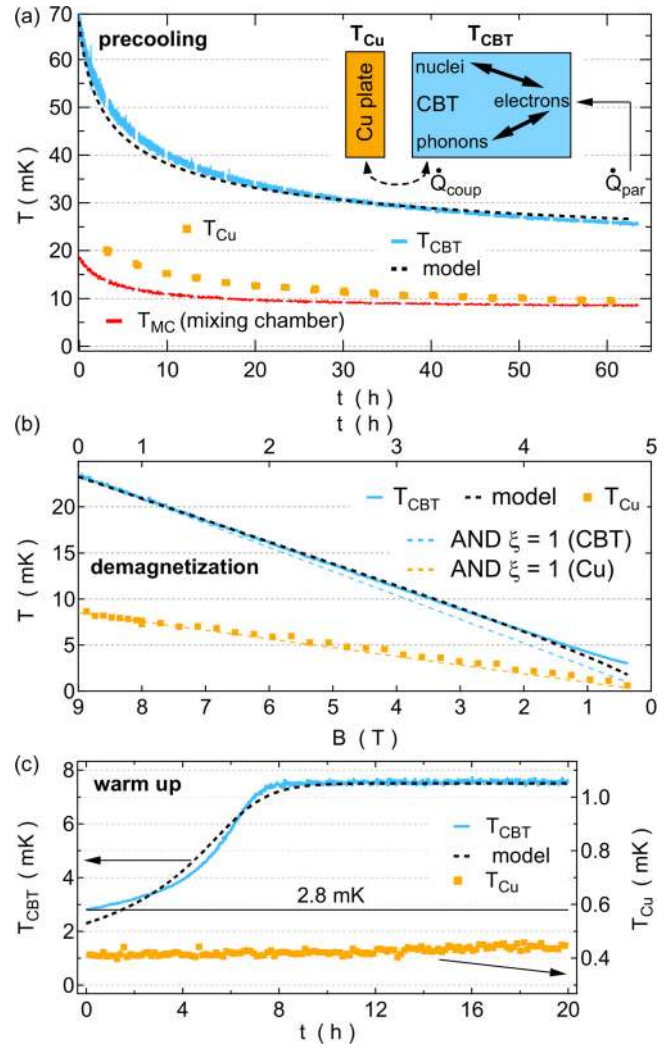 (a)
precooling
T_Cu
T_CBT
Cu plate
nuclei
CBT
electrons
phonons
Q̇_coup
Q̇_par
T_Cu
T_CBT
model
T_MC (mixing chamber)
T (mK)
70
60
50
40
30
20
10
0
0 10 20 30 40 50 60
t (h)
(b)
t (h)
0 1 2 3 4 5
T_CBT model T_Cu
AND ξ = 1 (CBT)
AND ξ = 1 (Cu)
demagnetization
T (mK)
20
15
10
5
0
9 8 7 6 5 4 3 2 1 0
B (T)
(c)
warm up
T_CBT
model
T_Cu
2.8 mK
T_CBT (mK)
8
6
4
2
0
T_Cu (mK)
1.0
0.8
0.6
0.4
0 4 8 12 16 20
t (h)